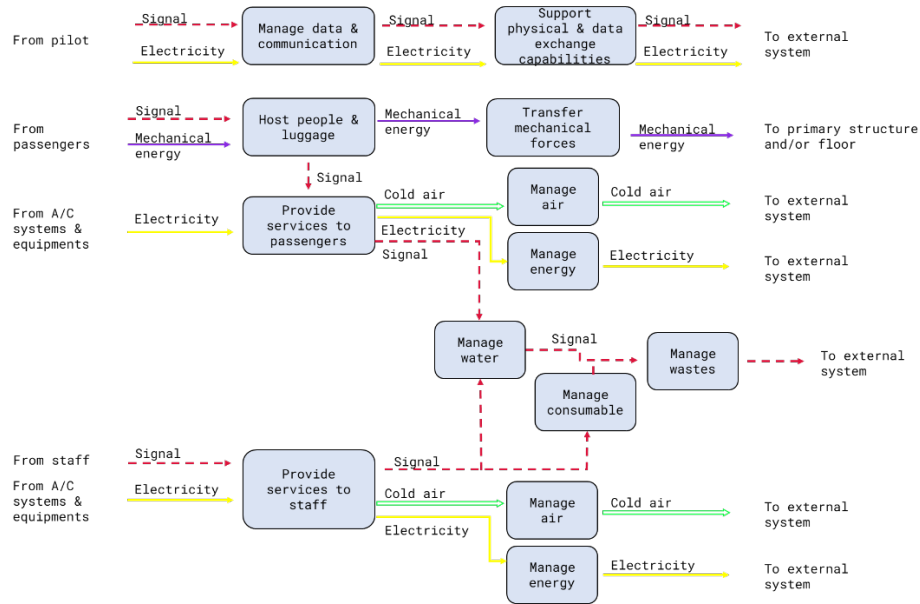 Signal
Manage data &
communication
Signal
Support
physical & data
exchange
capabilities
Signal
From pilot
Electricity
Electricity
Electricity
To external
system
Signal
Host people &
luggage
Mechanical
energy
Transfer
mechanical
forces
From
passengers
Mechanical
energy
Mechanical
energy
To primary structure
and/or floor
Signal
From A/C
systems &
equipments
Electricity
Provide
services to
passengers
Cold air
Manage
air
Cold air
To external
system
Electricity
Signal
Manage
energy
Electricity
To external
system
Manage
water
Signal
Manage
consumable
Manage
wastes
To external
system
From staff
Signal
From A/C
systems &
equipments
Electricity
Provide
services to
staff
Signal
Cold air
Manage
air
Cold air
To external
system
Electricity
Manage
energy
Electricity
To external
system